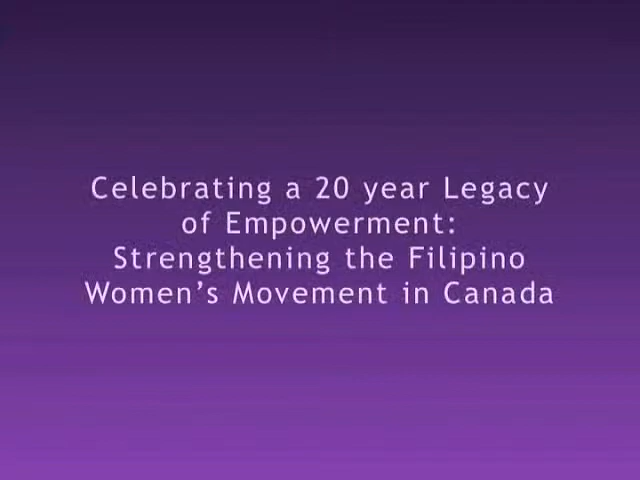 Celebrating a 20 year Legacy
of Empowerment:
Strengthening the Filipino
Women’s Movement in Canada